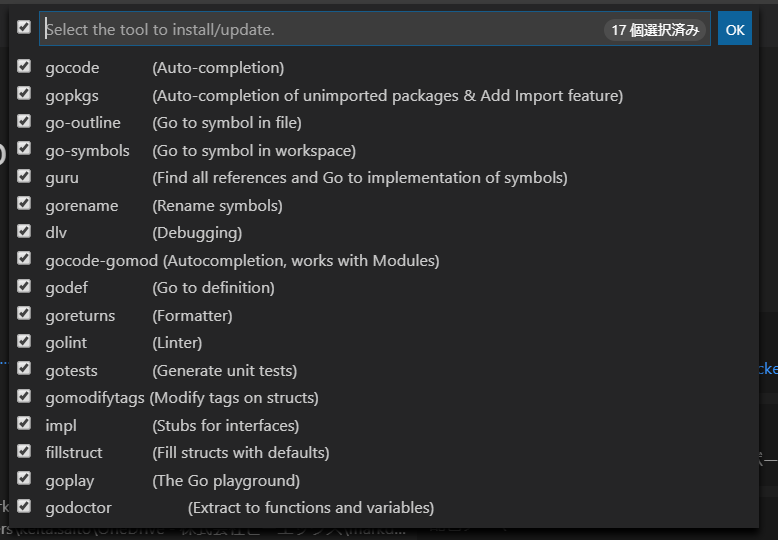 Select the tool to install/update. 17 個選択済み OK
gocode (Auto-completion)
gopkgs (Auto-completion of unimported packages & Add Import feature)
go-outline (Go to symbol in file)
go-symbols (Go to symbol in workspace)
guru (Find all references and Go to implementation of symbols)
gorename (Rename symbols)
dlv (Debugging)
gocode-gomod (Autocompletion, works with Modules)
godef (Go to definition)
goreturns (Formatter)
golint (Linter)
gotests (Generate unit tests)
gomodifytags (Modify tags on structs)
impl (Stubs for interfaces)
fillstruct (Fill structs with defaults)
goplay (The Go playground)
godoctor (Extract to functions and variables)